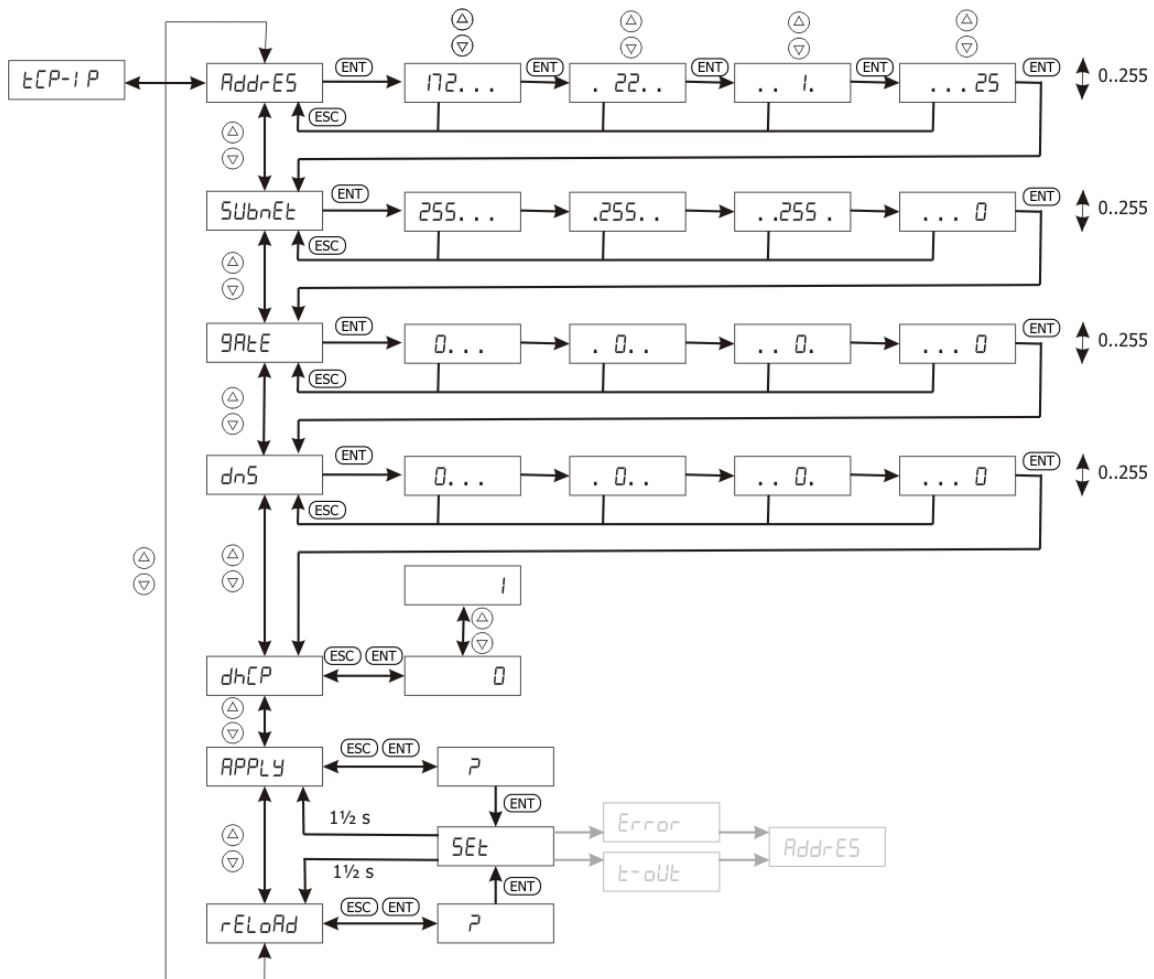 tCP-IP
AddrES
ENT
172...
ENT
. 22..
ENT
.. 1.
ENT
...25
ENT
0..255
ESC
SUbnEt
ENT
255...
.255..
..255 .
... 0
ENT
0..255
ESC
gAtE
ENT
0...
. 0..
.. 0.
... 0
ENT
0..255
ESC
dnS
ENT
0...
. 0..
.. 0.
... 0
ENT
0..255
ESC
1
dhCP
ESC ENT
0
APPLY
ESC ENT
?
ENT
1½ s
SEt
Error
AddrES
t-oUt
1½ s
ENT
rELoAd
ESC ENT
?